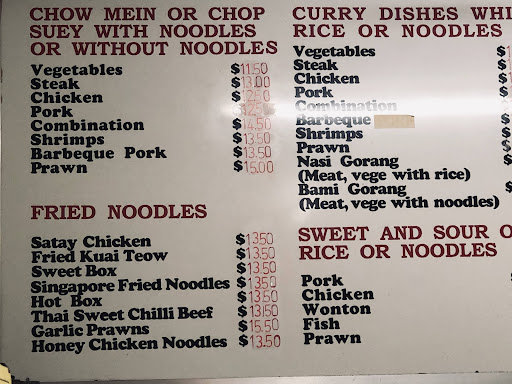 CHOW MEIN OR CHOP
SUEY WITH NOODLES
OR WITHOUT NOODLES
Vegetables $11.50
Steak $13.00
Chicken $12.50
Pork
Combination $14.50
Shrimps $13.50
Barbeque Pork $13.50
Prawn $15.00
FRIED NOODLES
Satay Chicken $13.50
Fried Kuai Teow $13.50
Sweet Box $13.50
Singapore Fried Noodles $13.50
Hot Box $13.50
Thai Sweet Chilli Beef $13.50
Garlic Prawns $15.50
Honey Chicken Noodles $13.50
CURRY DISHES WHI
RICE OR NOODLES
Vegetables $
Steak $
Chicken $
Pork
Combination
Barbeque
Shrimps $
Prawn $
Nasi Gorang $
(Meat, vege with rice)
Bami Gorang $
(Meat, vege with noodles)
SWEET AND SOUR O
RICE OR NOODLES
Pork
Chicken
Wonton
Fish
Prawn